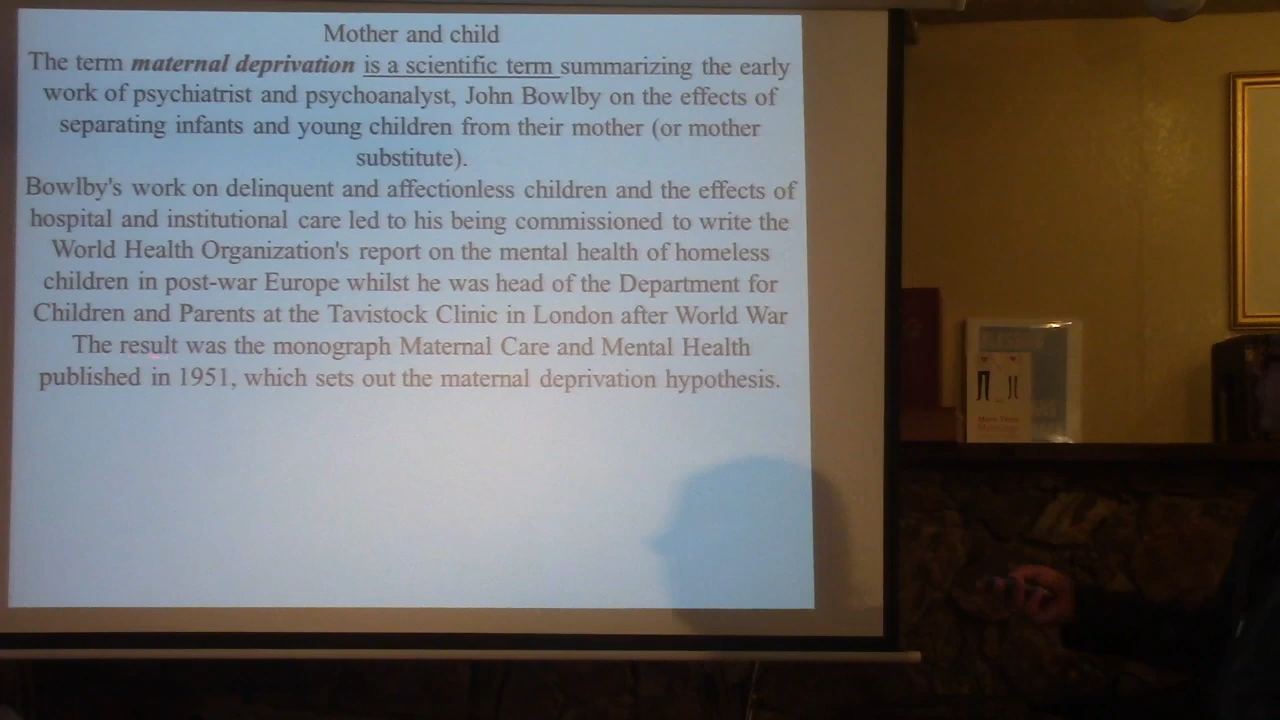 Mother and child
The term maternal deprivation is a scientific term summarizing the early
work of psychiatrist and psychoanalyst, John Bowlby on the effects of
separating infants and young children from their mother (or mother
substitute).
Bowlby's work on delinquent and affectionless children and the effects of
hospital and institutional care led to his being commissioned to write the
World Health Organization's report on the mental health of homeless
children in post-war Europe whilst he was head of the Department for
Children and Parents at the Tavistock Clinic in London after World War
The result was the monograph Maternal Care and Mental Health
published in 1951, which sets out the maternal deprivation hypothesis.
More Than